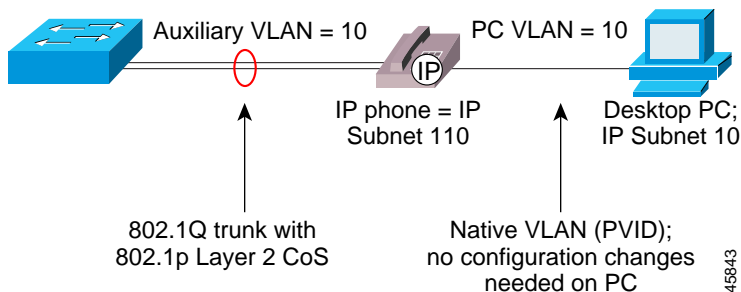 Auxiliary VLAN = 10
PC VLAN = 10
IP
IP phone = IP
Subnet 110
Desktop PC;
IP Subnet 10
802.1Q trunk with
802.1p Layer 2 CoS
Native VLAN (PVID);
no configuration changes
needed on PC
45843